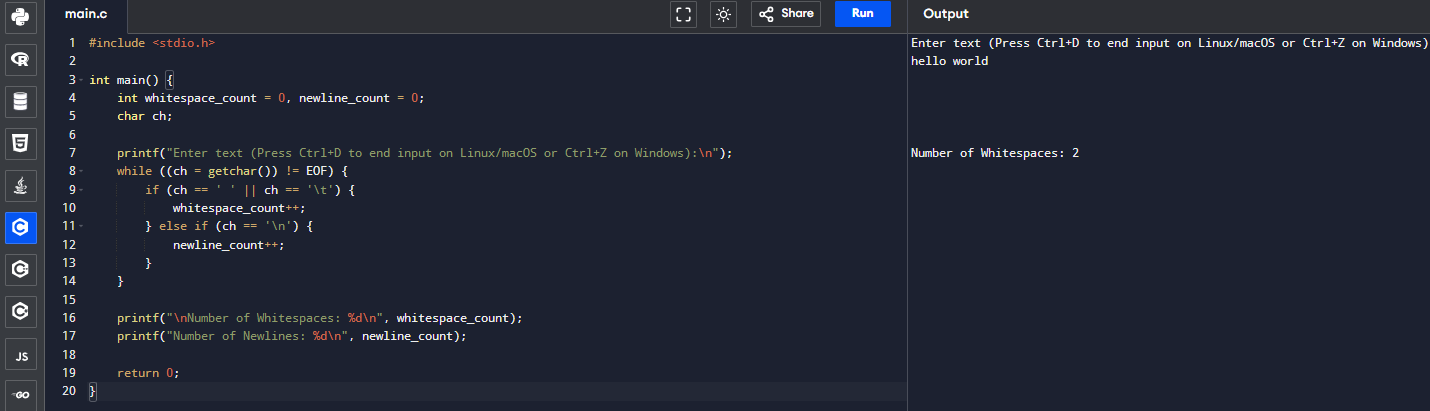 main.c
Share
Run
Output
1 #include <stdio.h>
2
3 int main() {
4 int whitespace_count = 0, newline_count = 0;
5 char ch;
6
7 printf("Enter text (Press Ctrl+D to end input on Linux/macOS or Ctrl+Z on Windows):\n");
8 while ((ch = getchar()) != EOF) {
9 if (ch == ' ' || ch == '\t') {
10 whitespace_count++;
11 } else if (ch == '\n') {
12 newline_count++;
13 }
14 }
15
16 printf("\nNumber of Whitespaces: %d\n", whitespace_count);
17 printf("Number of Newlines: %d\n", newline_count);
18
19 return 0;
20 }
Enter text (Press Ctrl+D to end input on Linux/macOS or Ctrl+Z on Windows)
hello world
Number of Whitespaces: 2
R
5
C
C
C
JS
GO